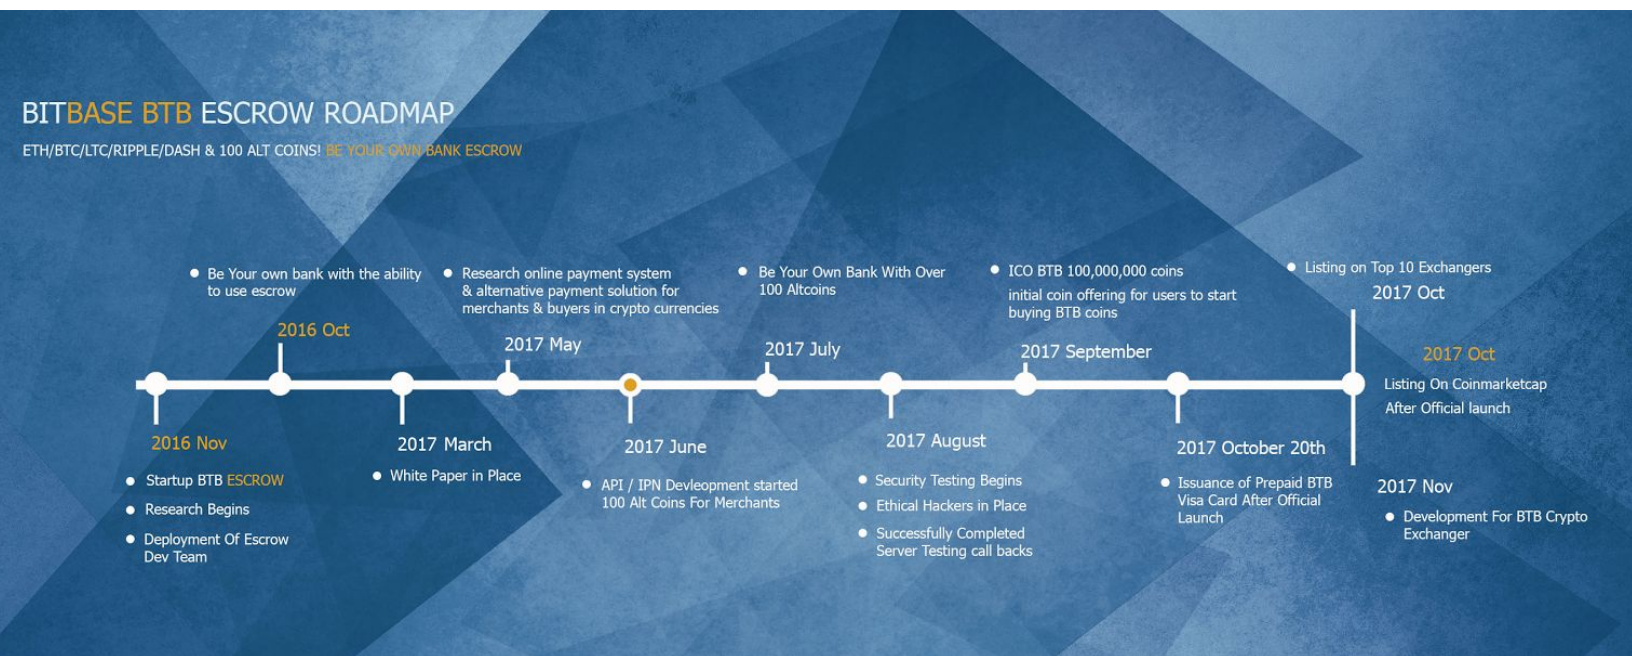 BITBASE BTB ESCROW ROADMAP
ETH/BTC/LTC/RIPPLE/DASH & 100 ALT COINS! BE YOUR OWN BANK ESCROW
2016 Nov
Startup BTB ESCROW
Research Begins
Deployment Of Escrow
Dev Team
Be Your own bank with the ability
to use escrow
2016 Oct
2017 March
White Paper in Place
Research online payment system
& alternative payment solution for
merchants & buyers in crypto currencies
2017 May
2017 June
API / IPN Devleopment started
100 Alt Coins For Merchants
Be Your Own Bank With Over
100 Altcoins
2017 July
2017 August
Security Testing Begins
Ethical Hackers in Place
Successfully Completed
Server Testing call backs
ICO BTB 100,000,000 coins
initial coin offering for users to start
buying BTB coins
2017 September
2017 October 20th
Issuance of Prepaid BTB
Visa Card After Official
Launch
Listing on Top 10 Exchangers
2017 Oct
2017 Oct
Listing On Coinmarketcap
After Official launch
2017 Nov
Development For BTB Crypto
Exchanger